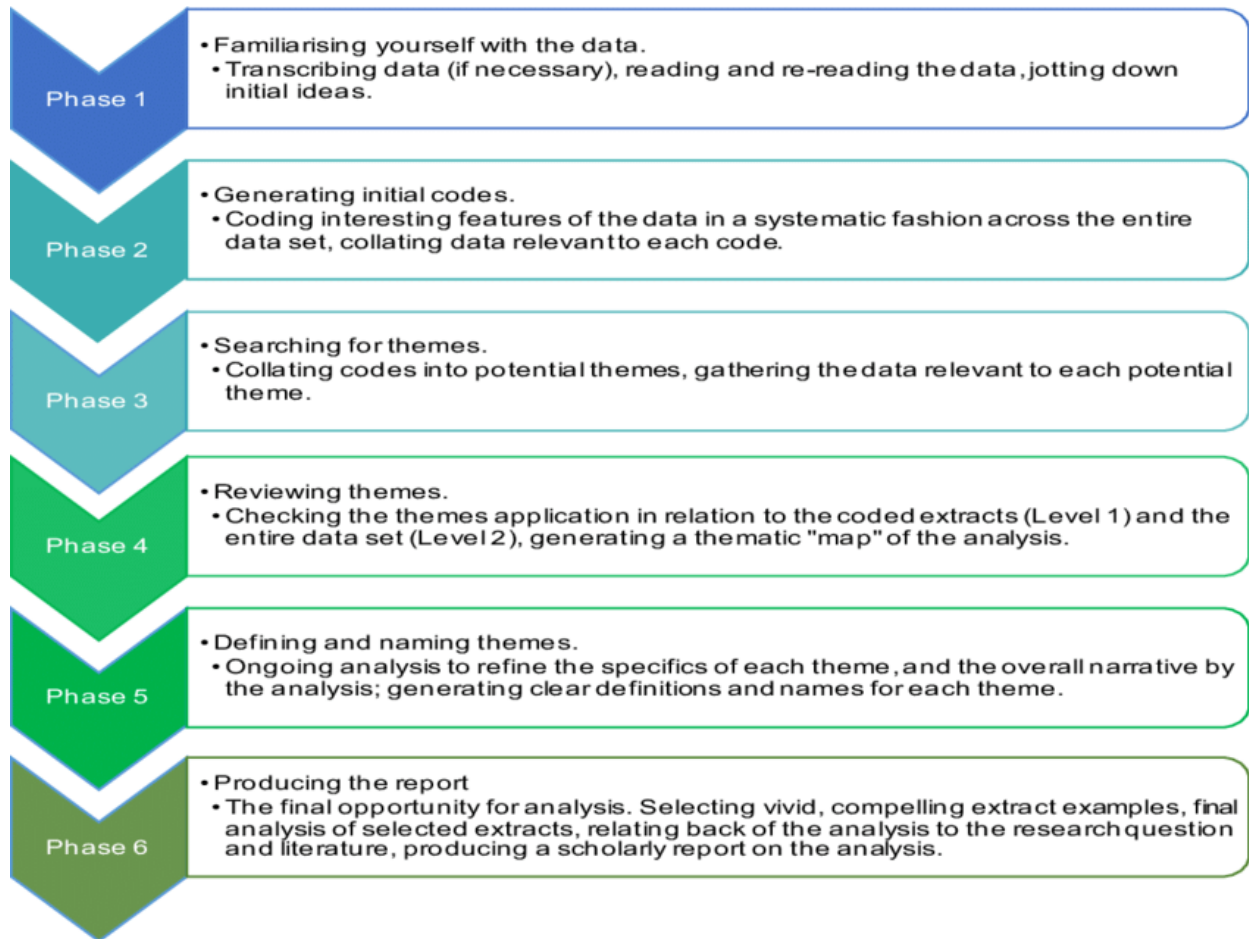 Phase 1
• Familiarising yourself with the data.
• Transcribing data (if necessary), reading and re-reading the data, jotting down
initial ideas.
Phase 2
• Generating initial codes.
• Coding interesting features of the data in a systematic fashion across the entire
data set, collating data relevant to each code.
Phase 3
• Searching for themes.
• Collating codes into potential themes, gathering the data relevant to each potential
theme.
Phase 4
• Reviewing themes.
• Checking the themes application in relation to the coded extracts (Level 1) and the
entire data set (Level 2), generating a thematic "map" of the analysis.
Phase 5
• Defining and naming themes.
• Ongoing analysis to refine the specifics of each theme, and the overall narrative by
the analysis; generating clear definitions and names for each theme.
Phase 6
• Producing the report
• The final opportunity for analysis. Selecting vivid, compelling extract examples, final
analysis of selected extracts, relating back of the analysis to the research question
and literature, producing a scholarly report on the analysis.